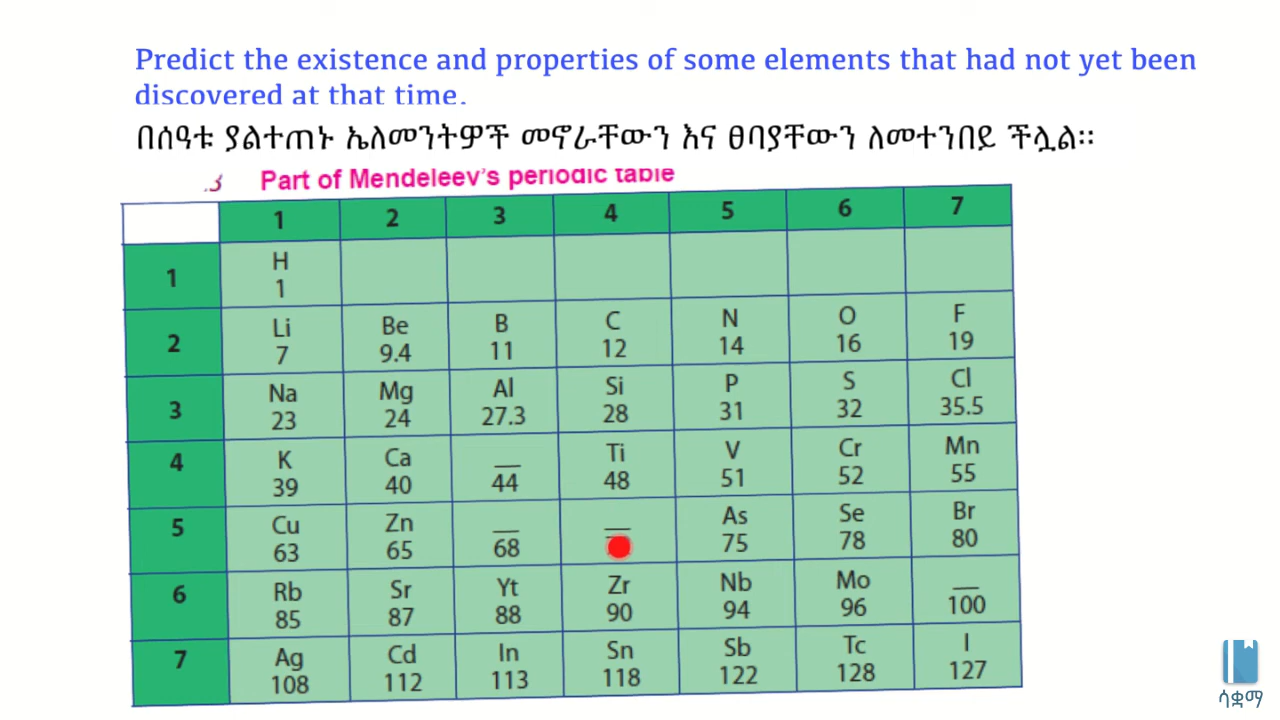 Predict the existence and properties of some elements that had not yet been
discovered at that time.
በሰዓቱ ያልተጠኑ ኤለመንትዎች መኖራቸውን እና ፀባያቸውን ለመተንበይ ችሏል።
.3 Part of Mendeleev's periodic table
1 2 3 4 5 6 7
1 H
1
2 Li Be B C N O F
7 9.4 11 12 14 16 19
3 Na Mg Al Si P S Cl
23 24 27.3 28 31 32 35.5
4 K Ca __ Ti V Cr Mn
39 40 44 48 51 52 55
5 Cu Zn __ __ As Se Br
63 65 68 75 78 80
6 Rb Sr Yt Zr Nb Mo __
85 87 88 90 94 96 100
7 Ag Cd In Sn Sb Tc I
108 112 113 118 122 128 127
ሳቋማ